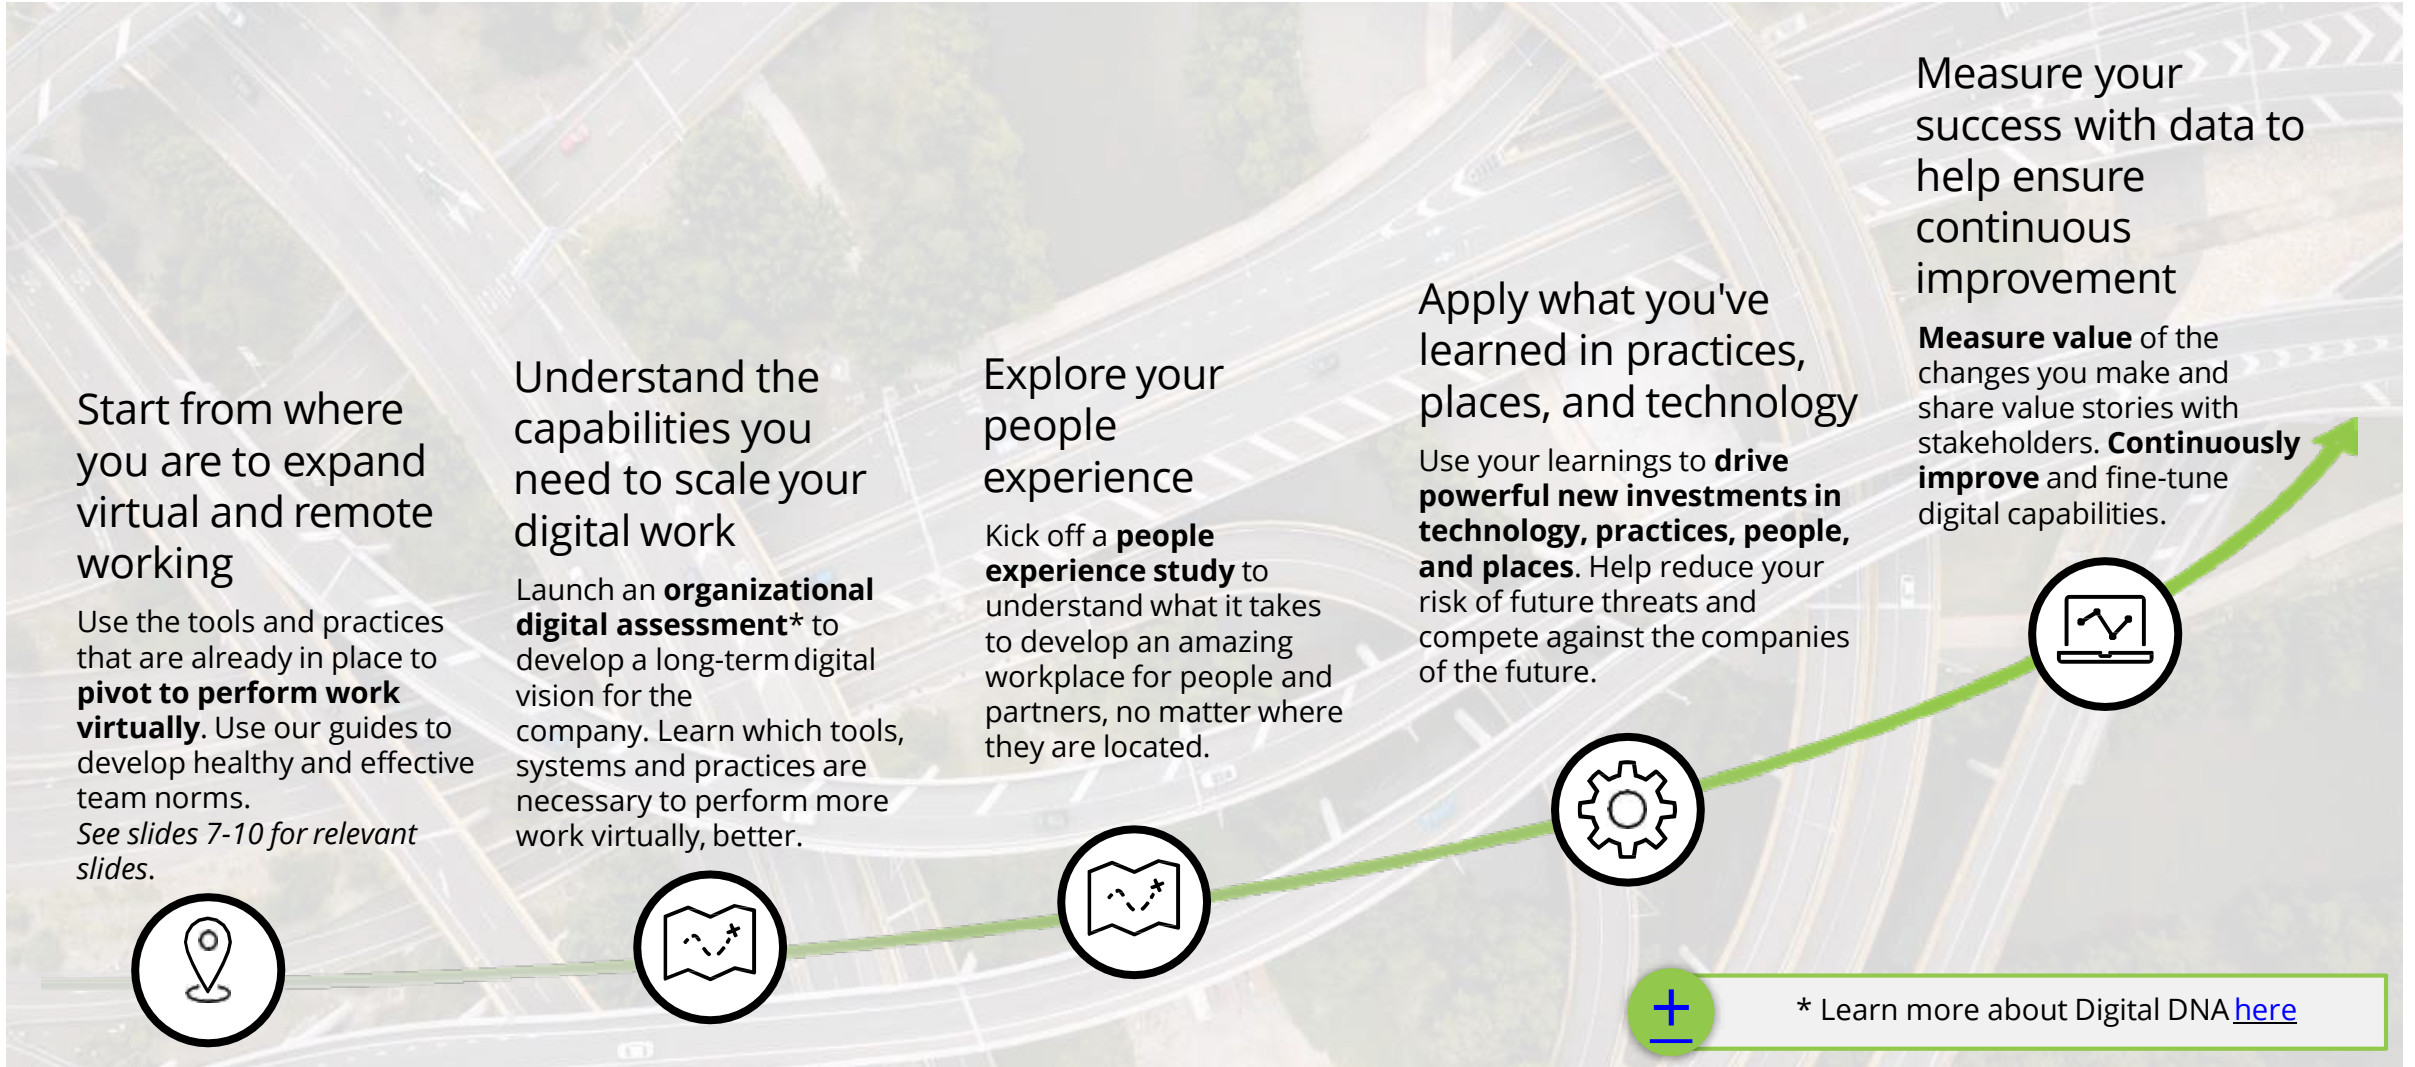 Start from where
you are to expand
virtual and remote
working
Use the tools and practices
that are already in place to
pivot to perform work
virtually. Use our guides to
develop healthy and effective
team norms.
See slides 7-10 for relevant
slides.
Understand the
capabilities you
need to scale your
digital work
Launch an organizational
digital assessment* to
develop a long-term digital
vision for the
company. Learn which tools,
systems and practices are
necessary to perform more
work virtually, better.
Explore your
people
experience
Kick off a people
experience study to
understand what it takes
to develop an amazing
workplace for people and
partners, no matter where
they are located.
Apply what you've
learned in practices,
places, and technology
Use your learnings to drive
powerful new investments in
technology, practices, people,
and places. Help reduce your
risk of future threats and
compete against the companies
of the future.
Measure your
success with data to
help ensure
continuous
improvement
Measure value of the
changes you make and
share value stories with
stakeholders. Continuously
improve and fine-tune
digital capabilities.
+
* Learn more about Digital DNA here